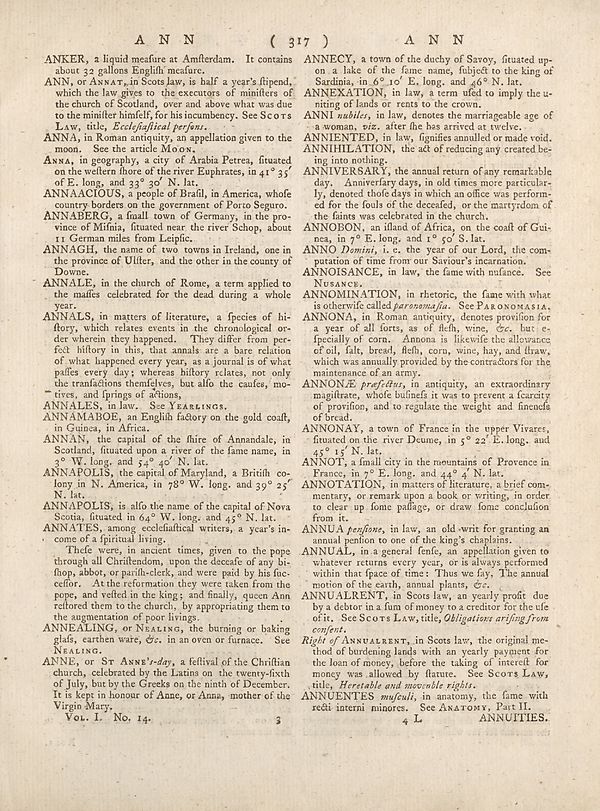 A N N ( 317 ) A N N
ANKER, a liquid meaſure at Amſterdam. It contains
about 32 gallons Engliſh meaſure.
ANN, or ANNAT, in Scots law, is half a year's ſtipend,
which the law gives to the executors of miniſters of
the church of Scotland, over and above what was due
to the miniſter himſelf, for his incumbency. See SCOTS
LAW, title, Eccleſiaſtical perſons.
ANNA, in Roman antiquity, an appellation given to the
moon. See the article MOON.
ANNA, in geography, a city of Arabia Petrea, ſituated
on the weſtern ſhore of the river Euphrates, in 41° 35′
of E. long, and 33° 30′ N. lat.
ANNAACIOUS, a people of Braſil, in America, whoſe
country borders on the government of Porto Seguro.
ANNABERG, a ſmall town of Germany, in the pro-
vince of Miſnia, ſituated near the river Schop, about
11 German miles from Leipſic.
ANNAGH, the name of two towns in Ireland, one in
the province of Ulſter, and the other in the county of
Downe.
ANNALE, in the church of Rome, a term applied to
the maſſes celebrated for the dead during a whole
year.
ANNALS, in matters of literature, a ſpecies of hi-
ſtory, which relates events in the chronological or-
der wherein they happened. They differ from per-
fect hiſtory in this, that annals are a bare relation
of what happened every year, as a journal is of what
paſſes every day; whereas hiſtory relates, not only
the tranſactions themſelves, but alſo the cauſes, mo-
tives, and ſprings of actions.
ANNALES, in law. See YEARLINGS.
ANNAMABOE, an Engliſh factory on the gold coaſt,
in Guinea, in Africa.
ANNAN, the capital of the ſhire of Annandale, in
Scotland, ſituated upon a river of the ſame name, in
3° W. long. and 54° 40′ N. lat.
ANNAPOLIS, the capital of Maryland, a Britiſh co-
lony in N. America, in 78° W. long. and 39° 25′
N. lat.
ANNAPOLIS, is alſo the name of the capital of Nova
Scotia, ſituated in 64° W. long. and 45° N. lat.
ANNATES, among eccleſiaſtical writers, a year's in-
come of a ſpiritual living.
Theſe were, in ancient times, given to the pope
through all Chriſtendom, upon the deceaſe of any bi-
ſhop, abbot, or pariſh-clerk, and were paid by his ſuc-
ceſſor. At the reformation they were taken from the
pope, and veſted in the king; and finally, queen Ann
reſtored them to the church, by appropriating them to
the augmentation of poor livings.
ANNEALING, or NEALING, the burning or baking
glaſs, earthen ware, &c. in an oven or furnace. See
NEALING.
ANNE, or ST ANNE's-day, a feſtival of the Chriſtian
church, celebrated by the Latins on the twenty-ſixth
of July, but by the Greeks on the ninth of December.
It is kept in honour of Anne, or Anna, mother of the
Virgin Mary.
VOL. I. No. 14. 3
ANNECY, a town of the duchy of Savoy, ſituated up-
on a lake of the ſame name, ſubject to the king of
Sardinia, in 6° 10′ E. long. and 46° N. lat.
ANNEXATION, in law, a term uſed to imply the u-
niting of lands or rents to the crown.
ANNI nubiles, in law, denotes the marriageable age of
a woman, viz. after ſhe has arrived at twelve.
ANNIENTED, in law, ſignifies annulled or made void.
ANNIHILATION, the act of reducing any created be-
ing into nothing.
ANNIVERSARY, the annual return of any remarkable
day. Anniverſary days, in old times more particular-
ly, denoted thoſe days in which an office was perform-
ed for the ſouls of the deceaſed, or the martyrdom of
the ſaints was celebrated in the church.
ANNOBON, an iſland of Africa, on the coaſt of Gui-
nea, in 7° E. long. and 1° 50′ S. lat.
ANNO Domini, i. e. the year of our Lord, the com-
putation of time from our Saviour's incarnation.
ANNOISANCE, in law, the ſame with nuſance. See
NUSANCE.
ANNOMINATION, in rhetoric, the ſame with what
is otherwiſe called paronomaſia. See PARONOMASIA.
ANNONA, in Roman antiquity, denotes proviſion for
a year of all ſorts, as of fleſh, wine, &c. but e-
ſpecially of corn. Annona is likewiſe the allowance
of oil, ſalt, bread, fleſh, corn, wine, hay, and ſtraw,
which was annually provided by the contractors for the
maintenance of an army.
ANNONÆ præfectus, in antiquity, an extraordinary
magiſtrate, whoſe buſineſs it was to prevent a ſcarcity
of proviſion, and to regulate the weight and fineneſs
of bread.
ANNONAY, a town of France in the upper Vivares,
ſituated on the river Deume, in 5° 22′ E. long. and
45° 15′ N. lat.
ANNOT, a ſmall city in the mountains of Provence in
France, in 7° E. long. and 44° 4′ N. lat.
ANNOTATION, in matters of literature, a brief com-
mentary, or remark upon a book or writing, in order
to clear up ſome paſſage, or draw ſome concluſion
from it.
ANNUA penſione, in law, an old writ for granting an
annual penſion to one of the king's chaplains.
ANNUAL, in a general ſenſe, an appellation given to
whatever returns every year, or is always performed
within that ſpace of time: Thus we ſay, The annual
motion of the earth, annual plants, &c.
ANNUALRENT, in Scots law, an yearly profit due
by a debtor in a ſum of money to a creditor for the uſe
of it. See SCOTS LAW, title, Obligations ariſing from
conſent.
Right of ANNUALRENT, in Scots law, the original me-
thod of burdening lands with an yearly payment for
the loan of money, before the taking of intereſt for
money was allowed by ſtatute. See SCOTS LAW,
title, Heretable and moveable rights.
ANNUENTES muſculi, in anatomy, the ſame with
recti interni minores. See ANATOMY, Part II.
4 L ANNUITIES.